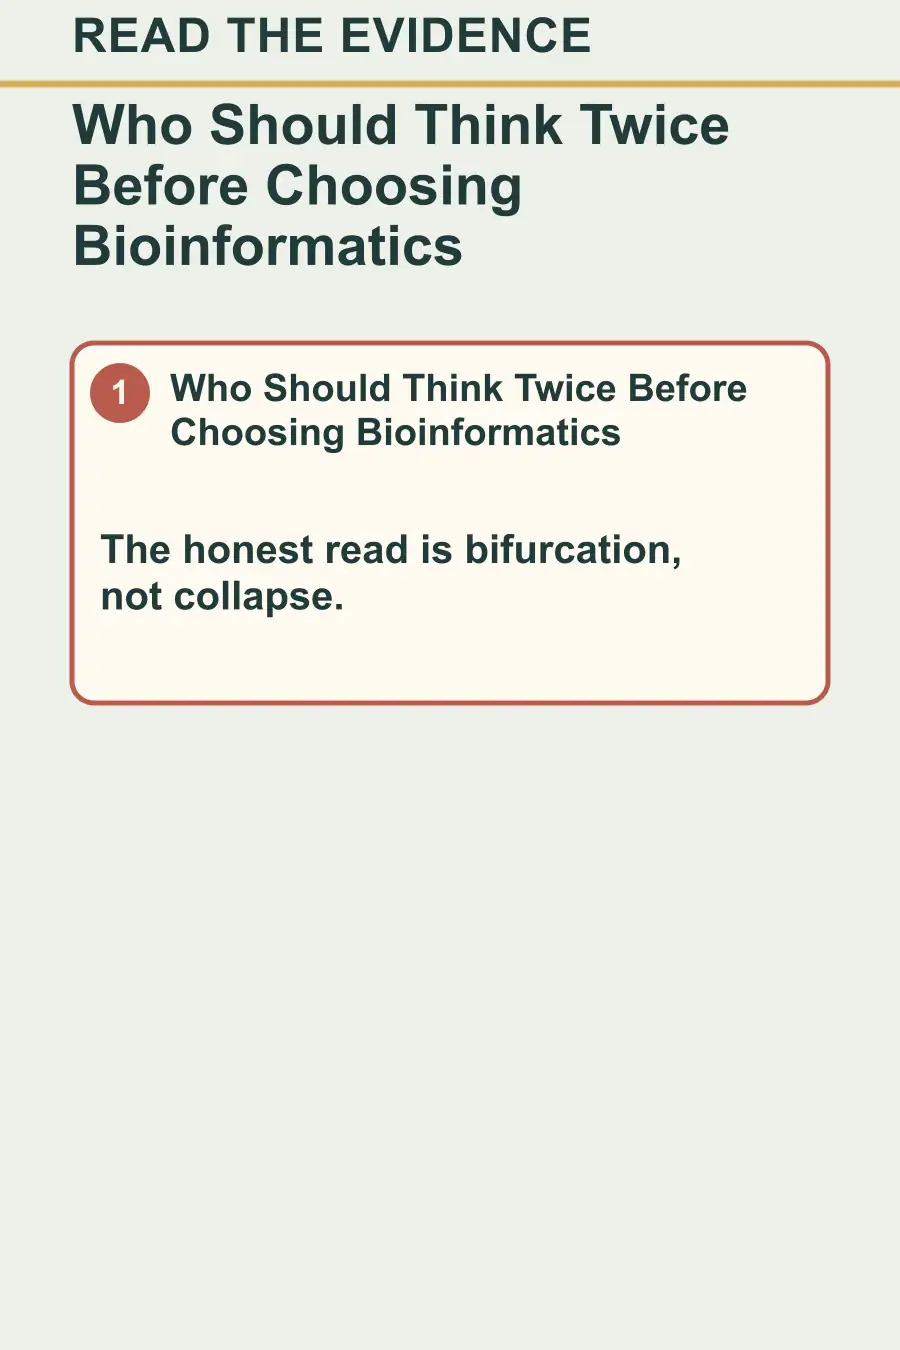 READ THE EVIDENCE
Who Should Think Twice
Before Choosing
Bioinformatics
1
Who Should Think Twice Before
Choosing Bioinformatics
The honest read is bifurcation,
not collapse.